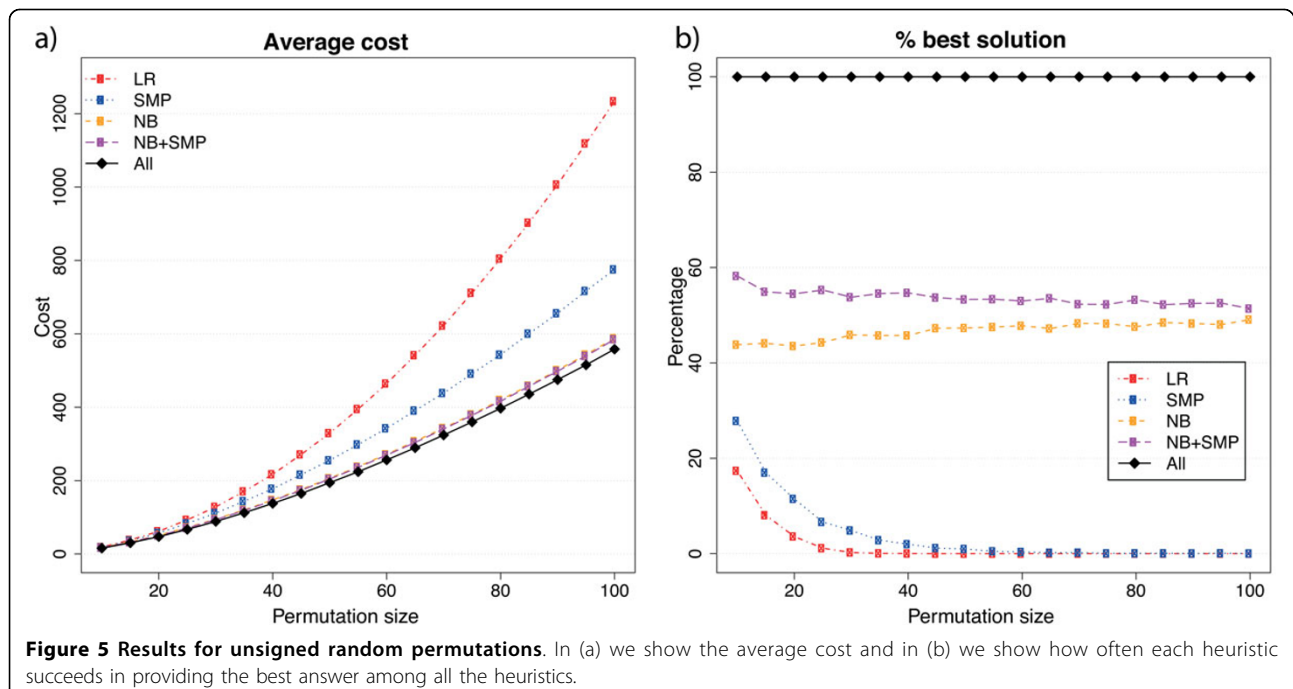 a)
Average cost
LR
SMP
NB
NB+SMP
All
Cost
0
200
400
600
800
1000
1200
20
40
60
80
100
Permutation size
b)
% best solution
Percentage
0
20
40
60
80
100
LR
SMP
NB
NB+SMP
All
20
40
60
80
100
Permutation size
Figure 5 Results for unsigned random permutations. In (a) we show the average cost and in (b) we show how often each heuristic
succeeds in providing the best answer among all the heuristics.